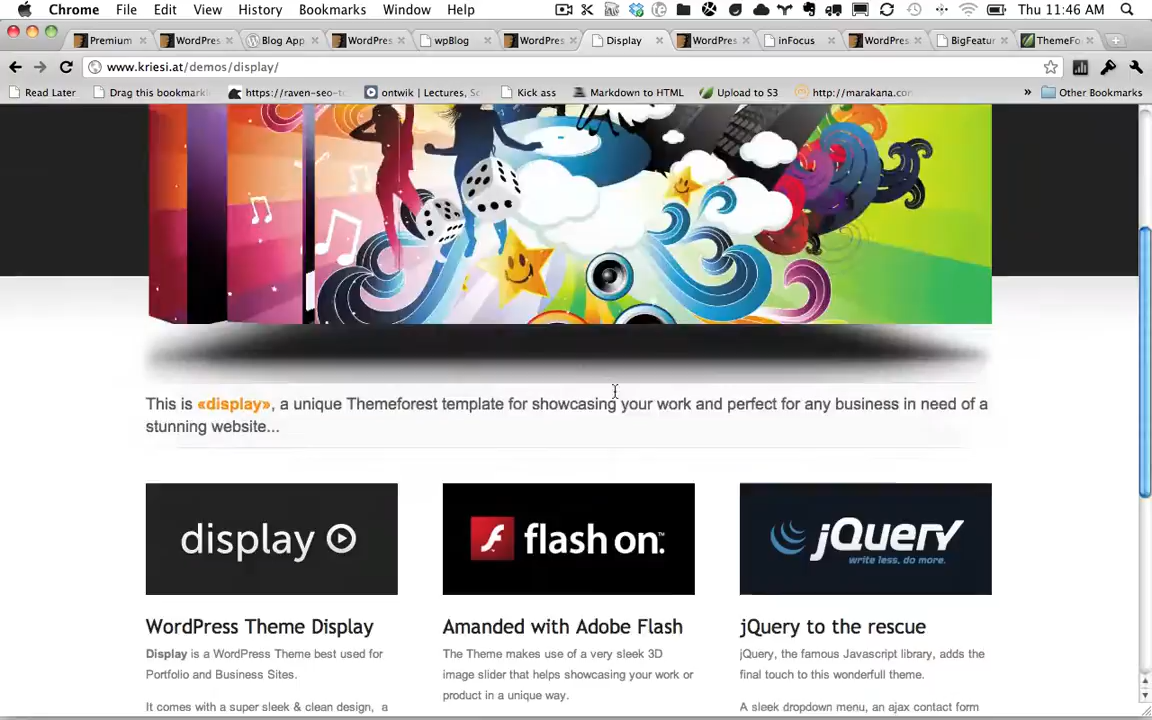 Chrome File Edit View History Bookmarks Window Help Thu 11:46 AM
Premium WordPres Blog App WordPres wpBlog WordPres Display WordPres inFocus WordPres BigFeatur ThemeFo
www.kriesi.at/demos/display/
Read Later Drag this bookmarkl https://raven-seo-to ontwik | Lectures, Sc Kick ass Markdown to HTML Upload to S3 http://marakana.com » Other Bookmarks
This is «display», a unique Themeforest template for showcasing your work and perfect for any business in need of a
stunning website...
display
flash on.™
jQuery
write less, do more.
WordPress Theme Display
Amanded with Adobe Flash
jQuery to the rescue
Display is a WordPress Theme best used for
Portfolio and Business Sites.
It comes with a super sleek & clean design, a
The Theme makes use of a very sleek 3D
image slider that helps showcasing your work or
product in a unique way.
jQuery, the famous Javascript library, adds the
final touch to this wonderfull theme.
A sleek dropdown menu, an ajax contact form